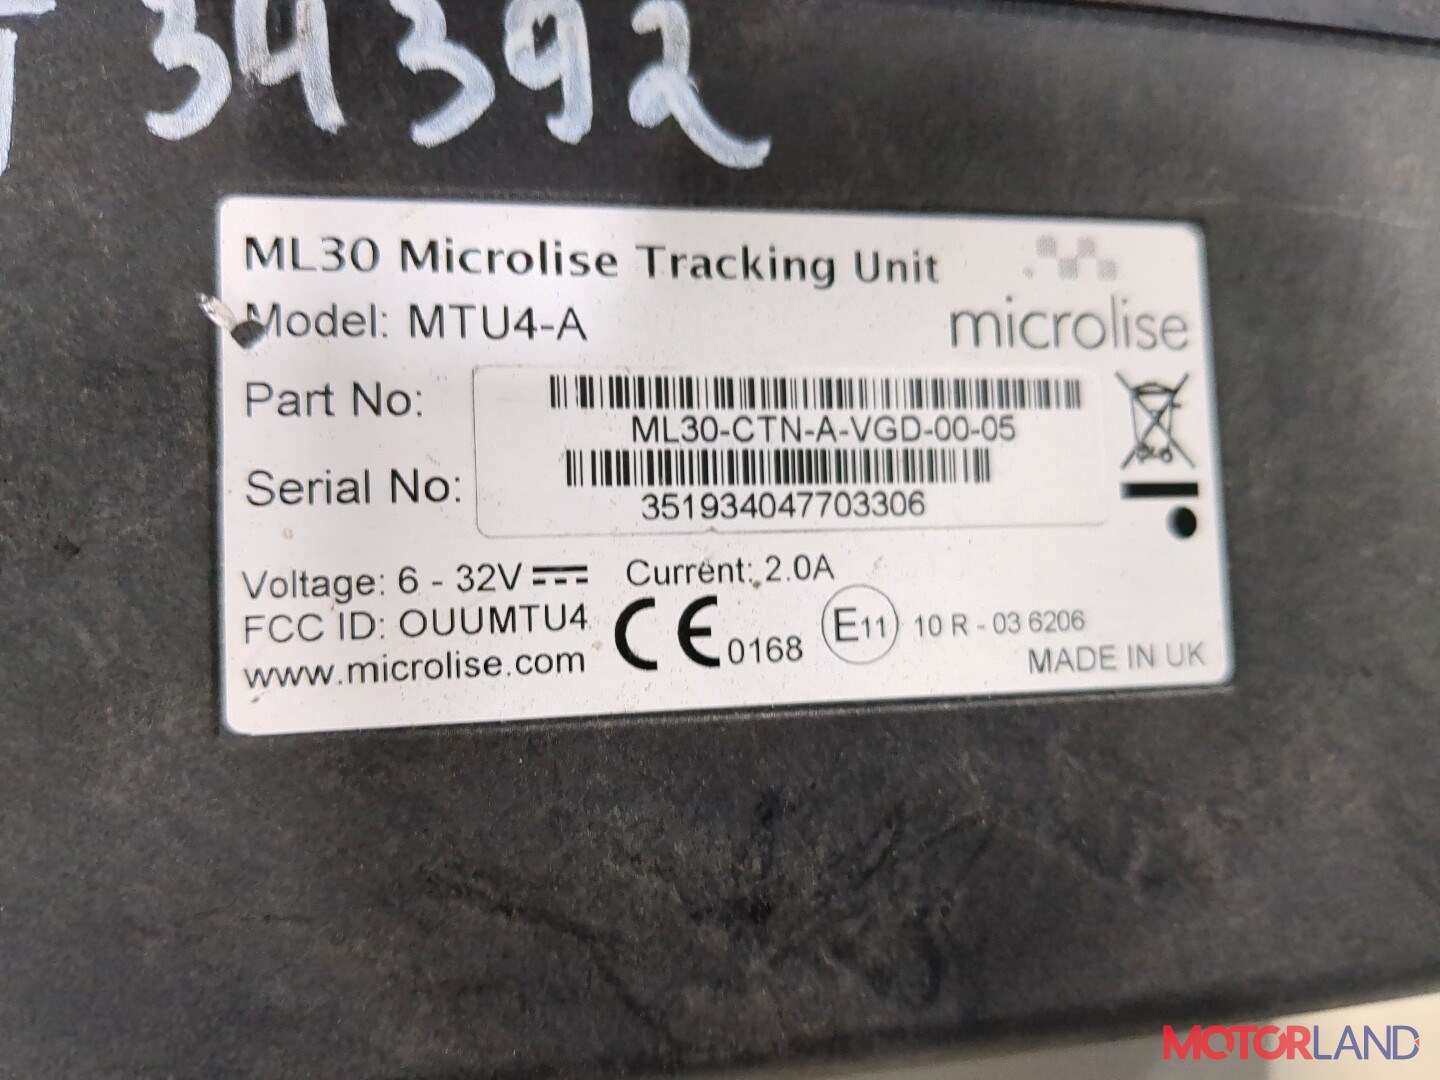 34392
ML30 Microlise Tracking Unit
Model: MTU4-A
microlise
Part No:
ML30-CTN-A-VGD-00-05
Serial No:
351934047703306
Voltage: 6 - 32V
Current: 2.0A
FCC ID: OUUMTU4
CE 0168
E11
10 R - 03 6206
www.microlise.com
MADE IN UK
MOTORLAND